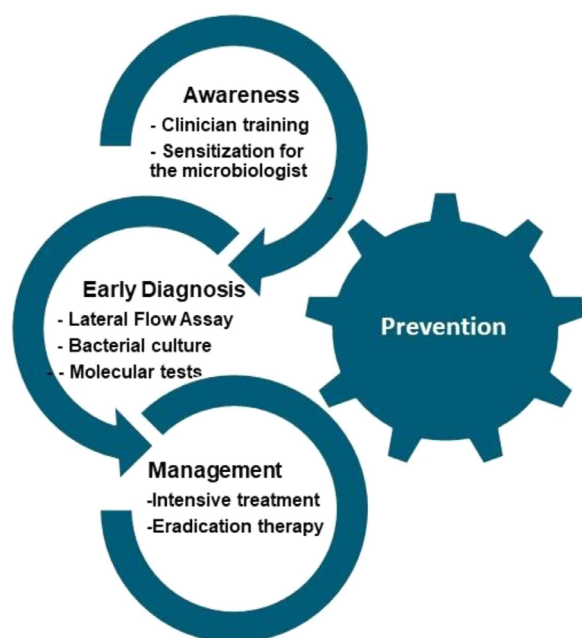 Awareness
- Clinician training
- Sensitization for
the microbiologist
-
Early Diagnosis
- Lateral Flow Assay
- Bacterial culture
- - Molecular tests
Prevention
Management
-Intensive treatment
-Eradication therapy